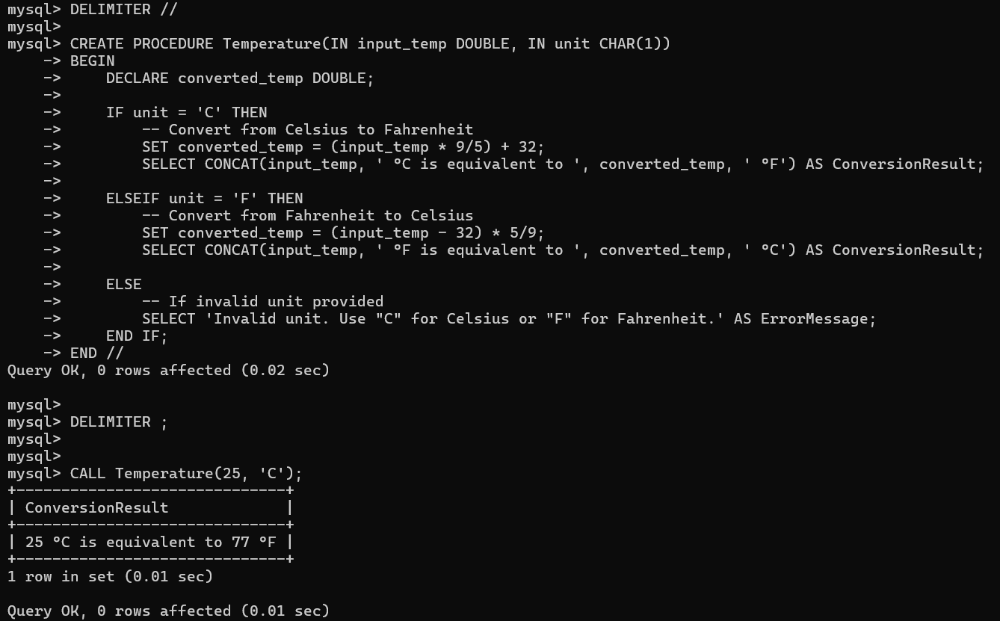 mysql> DELIMITER //
mysql>
mysql> CREATE PROCEDURE Temperature(IN input_temp DOUBLE, IN unit CHAR(1))
    -> BEGIN
    ->     DECLARE converted_temp DOUBLE;
    ->
    ->     IF unit = 'C' THEN
    ->         -- Convert from Celsius to Fahrenheit
    ->         SET converted_temp = (input_temp * 9/5) + 32;
    ->         SELECT CONCAT(input_temp, ' °C is equivalent to ', converted_temp, ' °F') AS ConversionResult;
    ->
    ->     ELSEIF unit = 'F' THEN
    ->         -- Convert from Fahrenheit to Celsius
    ->         SET converted_temp = (input_temp - 32) * 5/9;
    ->         SELECT CONCAT(input_temp, ' °F is equivalent to ', converted_temp, ' °C') AS ConversionResult;
    ->
    ->     ELSE
    ->         -- If invalid unit provided
    ->         SELECT 'Invalid unit. Use "C" for Celsius or "F" for Fahrenheit.' AS ErrorMessage;
    ->     END IF;
    -> END //
Query OK, 0 rows affected (0.02 sec)

mysql>
mysql> DELIMITER ;
mysql>
mysql>
mysql> CALL Temperature(25, 'C');
+------------------------------+
| ConversionResult             |
+------------------------------+
| 25 °C is equivalent to 77 °F |
+------------------------------+
1 row in set (0.01 sec)

Query OK, 0 rows affected (0.01 sec)